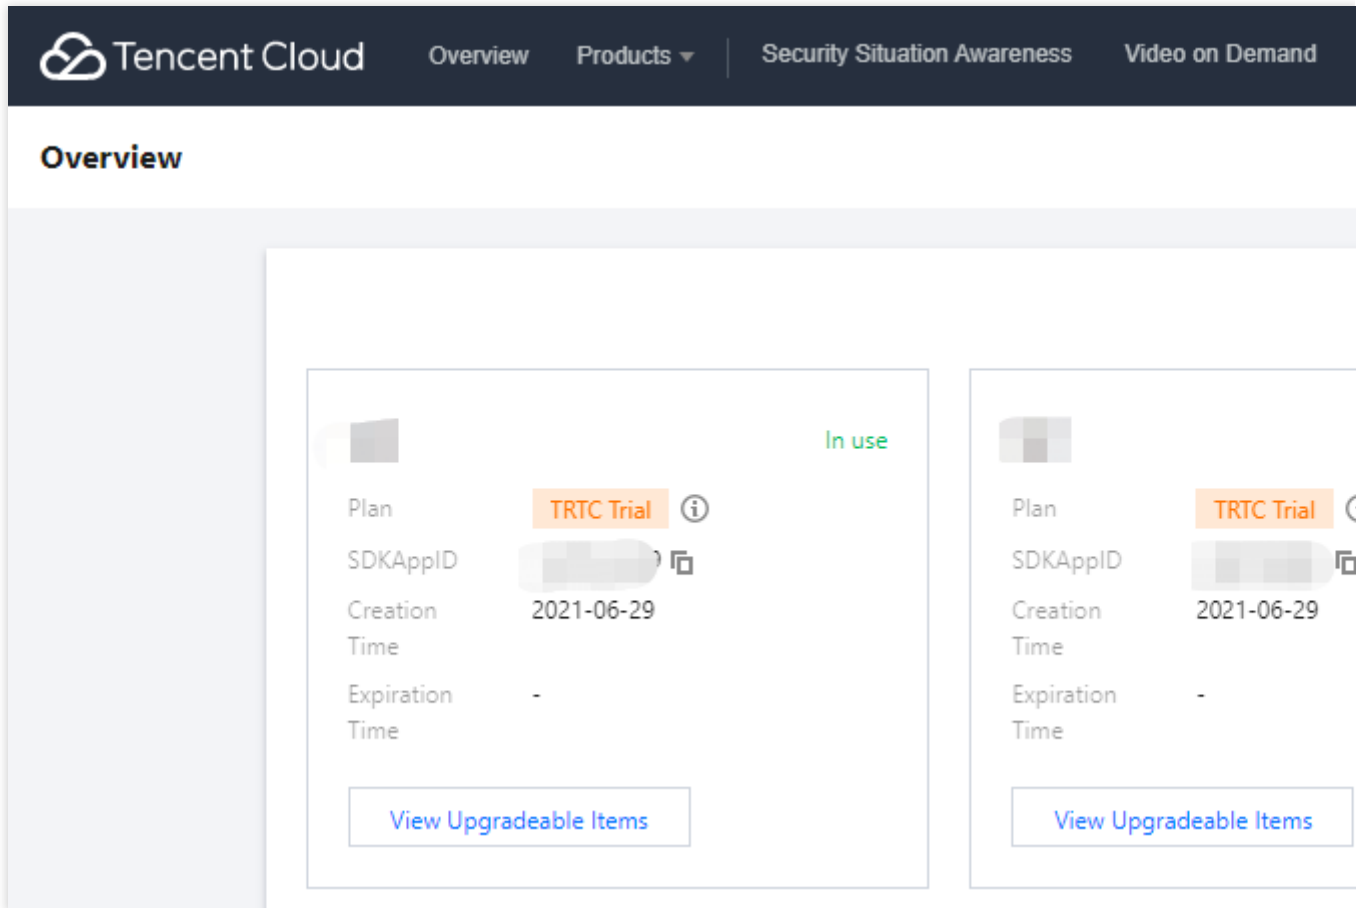 Tencent Cloud Overview Products Security Situation Awareness Video on Demand
Overview
In use
Plan TRTC Trial
SDKAppID
Creation Time 2021-06-29
Expiration Time -
View Upgradeable Items
Plan TRTC Trial
SDKAppID
Creation Time 2021-06-29
Expiration Time -
View Upgradeable Items